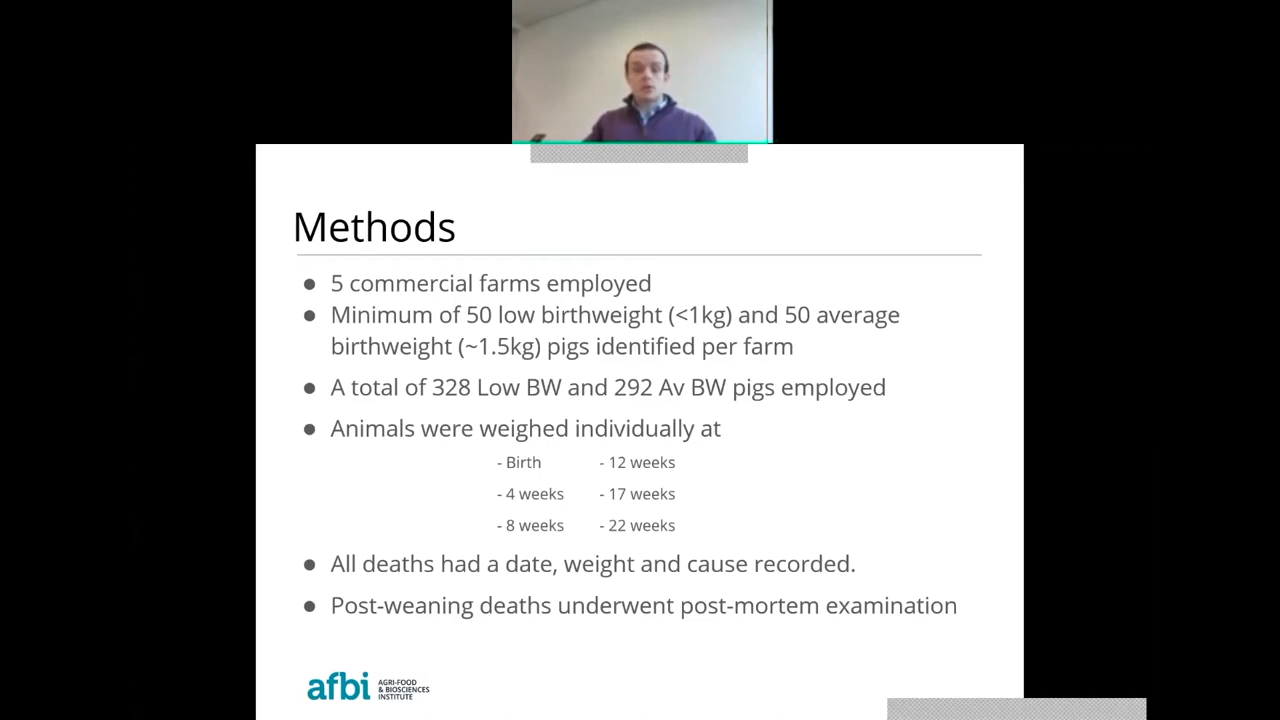 Methods
● 5 commercial farms employed
● Minimum of 50 low birthweight (<1kg) and 50 average
birthweight (~1.5kg) pigs identified per farm
● A total of 328 Low BW and 292 Av BW pigs employed
● Animals were weighed individually at
- Birth - 12 weeks
- 4 weeks - 17 weeks
- 8 weeks - 22 weeks
● All deaths had a date, weight and cause recorded.
● Post-weaning deaths underwent post-mortem examination
afbi
AGRI-FOOD
& BIOSCIENCES
INSTITUTE